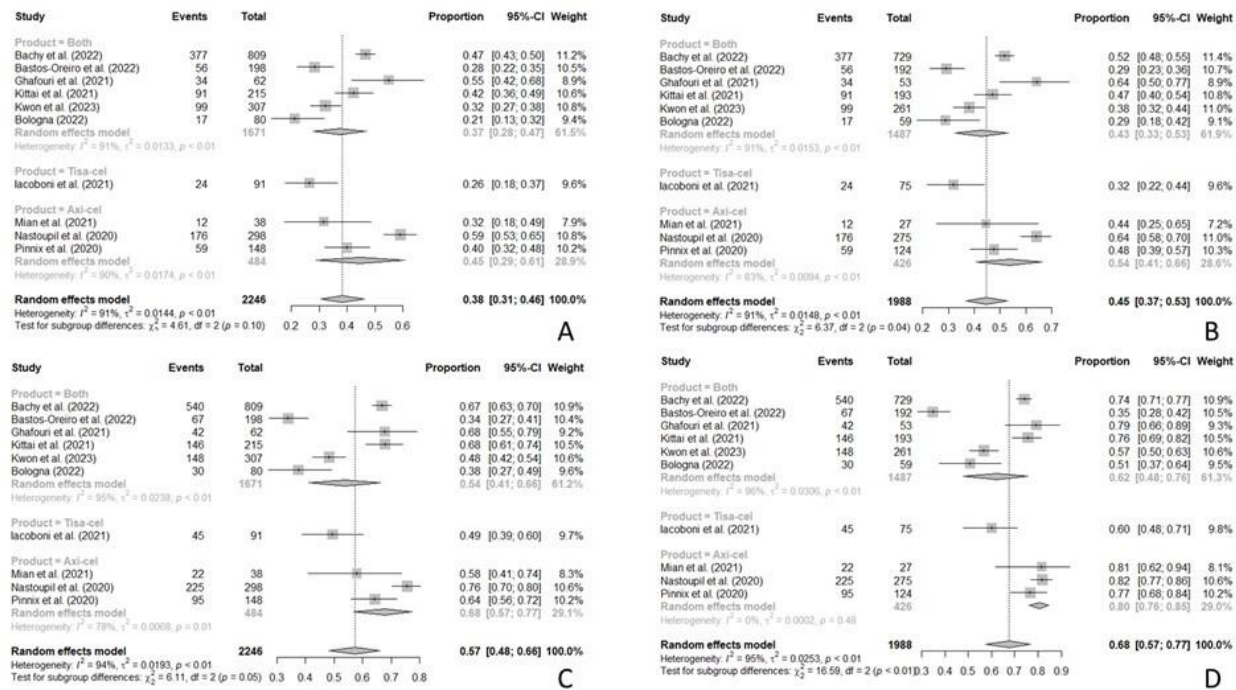 Study Events Total Proportion 95%-CI Weight
Product = Both
Bachy et al. (2022) 377 809 0.47 [0.43; 0.50] 11.2%
Bastos-Oreiro et al. (2022) 56 198 0.28 [0.22; 0.35] 10.5%
Ghafouri et al. (2021) 34 62 0.55 [0.42; 0.68] 8.9%
Kittai et al. (2021) 91 215 0.42 [0.36; 0.49] 10.6%
Kwon et al. (2023) 99 307 0.32 [0.27; 0.38] 10.8%
Bologna (2022) 17 80 0.21 [0.13; 0.32] 9.4%
Random effects model 1671 0.37 [0.28; 0.47] 61.5%
Heterogeneity: I² = 91%, τ² = 0.0133, p < 0.01
Product = Tisa-cel
Iacoboni et al. (2021) 24 91 0.26 [0.18; 0.37] 9.6%
Product = Axi-cel
Mian et al. (2021) 12 38 0.32 [0.18; 0.49] 7.9%
Nastoupil et al. (2020) 176 298 0.59 [0.53; 0.65] 10.8%
Pinnix et al. (2020) 59 148 0.40 [0.32; 0.48] 10.2%
Random effects model 484 0.45 [0.29; 0.61] 28.9%
Heterogeneity: I² = 90%, τ² = 0.0174, p < 0.01
Random effects model 2246 0.38 [0.31; 0.46] 100.0%
Heterogeneity: I² = 91%, τ² = 0.0144, p < 0.01
Test for subgroup differences: χ²₂ = 4.61, df = 2 (p = 0.10) 0.2 0.3 0.4 0.5 0.6
A
Study Events Total Proportion 95%-CI Weight
Product = Both
Bachy et al. (2022) 377 729 0.52 [0.48; 0.55] 11.4%
Bastos-Oreiro et al. (2022) 56 192 0.29 [0.23; 0.36] 10.7%
Ghafouri et al. (2021) 34 53 0.64 [0.50; 0.77] 8.7%
Kittai et al. (2021) 91 193 0.47 [0.40; 0.54] 10.7%
Kwon et al. (2023) 99 261 0.38 [0.32; 0.44] 11.0%
Bologna (2022) 17 59 0.29 [0.18; 0.42] 9.1%
Random effects model 1487 0.43 [0.33; 0.53] 61.9%
Heterogeneity: I² = 91%, τ² = 0.0153, p < 0.01
Product = Tisa-cel
Iacoboni et al. (2021) 24 75 0.32 [0.22; 0.44] 9.6%
Product = Axi-cel
Mian et al. (2021) 12 27 0.44 [0.25; 0.65] 7.2%
Nastoupil et al. (2020) 176 275 0.64 [0.58; 0.70] 11.0%
Pinnix et al. (2020) 59 124 0.48 [0.39; 0.57] 10.3%
Random effects model 426 0.54 [0.41; 0.66] 28.6%
Heterogeneity: I² = 83%, τ² = 0.0094, p < 0.01
Random effects model 1988 0.45 [0.37; 0.53] 100.0%
Heterogeneity: I² = 91%, τ² = 0.0148, p < 0.01
Test for subgroup differences: χ²₂ = 6.37, df = 2 (p = 0.04) 0.2 0.3 0.4 0.5 0.6 0.7
B
Study Events Total Proportion 95%-CI Weight
Product = Both
Bachy et al. (2022) 540 809 0.67 [0.63; 0.70] 10.9%
Bastos-Oreiro et al. (2022) 67 198 0.34 [0.27; 0.41] 10.4%
Ghafouri et al. (2021) 42 62 0.68 [0.55; 0.79] 9.2%
Kittai et al. (2021) 146 215 0.68 [0.61; 0.74] 10.5%
Kwon et al. (2023) 148 307 0.48 [0.42; 0.54] 10.6%
Bologna (2022) 30 80 0.38 [0.27; 0.49] 9.6%
Random effects model 1671 0.54 [0.41; 0.66] 61.2%
Heterogeneity: I² = 95%, τ² = 0.0238, p < 0.01
Product = Tisa-cel
Iacoboni et al. (2021) 45 91 0.49 [0.39; 0.60] 9.7%
Product = Axi-cel
Mian et al. (2021) 22 38 0.58 [0.41; 0.74] 8.3%
Nastoupil et al. (2020) 225 298 0.76 [0.70; 0.80] 10.6%
Pinnix et al. (2020) 95 148 0.64 [0.56; 0.72] 10.2%
Random effects model 484 0.68 [0.57; 0.77] 29.1%
Heterogeneity: I² = 78%, τ² = 0.0068, p = 0.01
Random effects model 2246 0.57 [0.48; 0.66] 100.0%
Heterogeneity: I² = 94%, τ² = 0.0193, p < 0.01
Test for subgroup differences: χ²₂ = 6.11, df = 2 (p = 0.05) 0.3 0.4 0.5 0.6 0.7 0.8
C
Study Events Total Proportion 95%-CI Weight
Product = Both
Bachy et al. (2022) 540 729 0.74 [0.71; 0.77] 10.9%
Bastos-Oreiro et al. (2022) 67 192 0.35 [0.28; 0.42] 10.5%
Ghafouri et al. (2021) 42 53 0.79 [0.66; 0.89] 9.3%
Kittai et al. (2021) 146 193 0.76 [0.69; 0.82] 10.5%
Kwon et al. (2023) 148 261 0.57 [0.50; 0.63] 10.6%
Bologna (2022) 30 59 0.51 [0.37; 0.64] 9.5%
Random effects model 1487 0.62 [0.48; 0.76] 61.3%
Heterogeneity: I² = 96%, τ² = 0.0306, p < 0.01
Product = Tisa-cel
Iacoboni et al. (2021) 45 75 0.60 [0.48; 0.71] 9.8%
Product = Axi-cel
Mian et al. (2021) 22 27 0.81 [0.62; 0.94] 8.1%
Nastoupil et al. (2020) 225 275 0.82 [0.77; 0.86] 10.6%
Pinnix et al. (2020) 95 124 0.77 [0.68; 0.84] 10.2%
Random effects model 426 0.80 [0.76; 0.85] 29.0%
Heterogeneity: I² = 0%, τ² = 0.0002, p = 0.48
Random effects model 1988 0.68 [0.57; 0.77] 100.0%
Heterogeneity: I² = 95%, τ² = 0.0253, p < 0.01
Test for subgroup differences: χ²₂ = 16.59, df = 2 (p < 0.01) 0.3 0.4 0.5 0.6 0.7 0.8 0.9
D